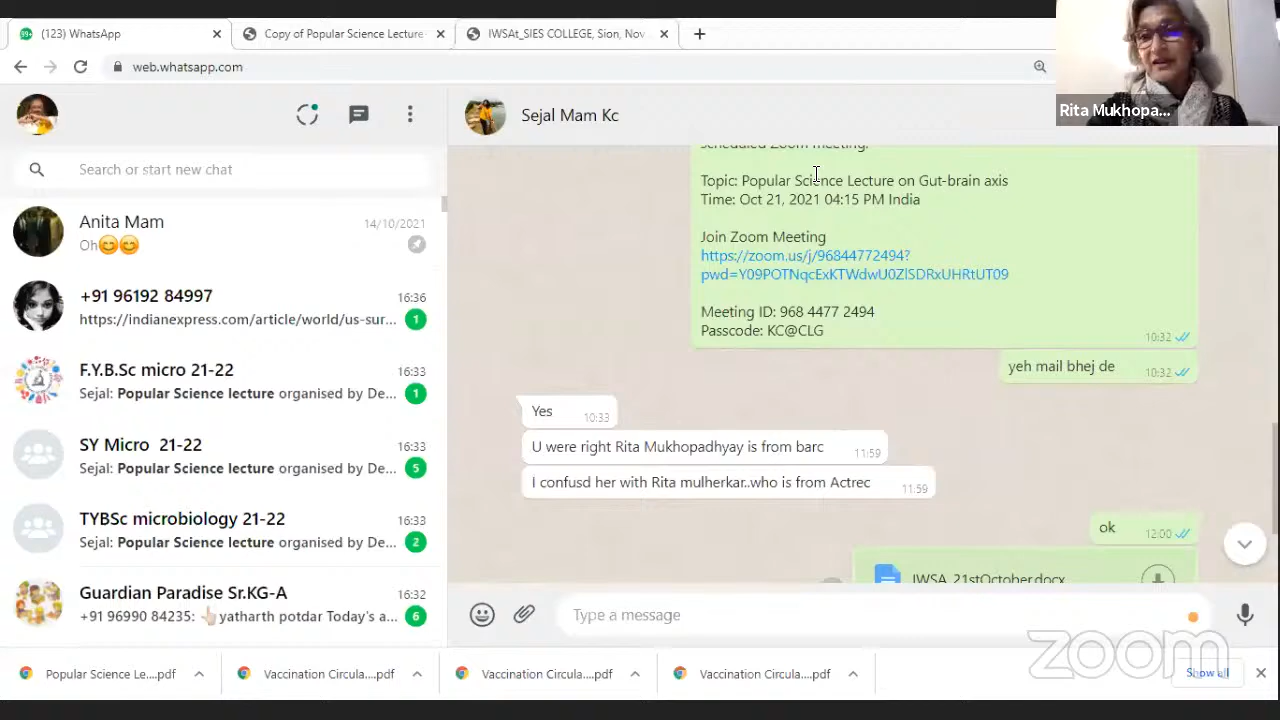 (123) WhatsApp
Copy of Popular Science Lecture
IWSAt_SIES COLLEGE, Sion, Nov
web.whatsapp.com
Rita Mukhopa...
Sejal Mam Kc
Search or start new chat
Anita Mam
14/10/2021
Oh😊😊
+91 96192 84997
16:36
https://indianexpress.com/article/world/us-sur...
1
F.Y.B.Sc micro 21-22
16:33
Sejal: Popular Science lecture organised by De...
1
SY Micro 21-22
16:33
Sejal: Popular Science lecture organised by De...
5
TYBSc microbiology 21-22
16:33
Sejal: Popular Science lecture organised by De...
2
Guardian Paradise Sr.KG-A
16:32
+91 96990 84235: 👆🏻yatharth potdar Today's a...
6
scheduled Zoom meeting.
Topic: Popular Science Lecture on Gut-brain axis
Time: Oct 21, 2021 04:15 PM India
Join Zoom Meeting
https://zoom.us/j/96844772494?
pwd=Y09POTNqcExKTWdwU0ZlSDRxUHRtUT09
Meeting ID: 968 4477 2494
Passcode: KC@CLG
10:32
yeh mail bhej de
10:32
Yes
10:33
U were right Rita Mukhopadhyay is from barc
11:59
I confusd her with Rita mulherkar..who is from Actrec
11:59
ok
12:00
IWSA_21stOctober.docx
Type a message
zoom
Popular Science Le....pdf
Vaccination Circula....pdf
Vaccination Circula....pdf
Vaccination Circula....pdf
Show all